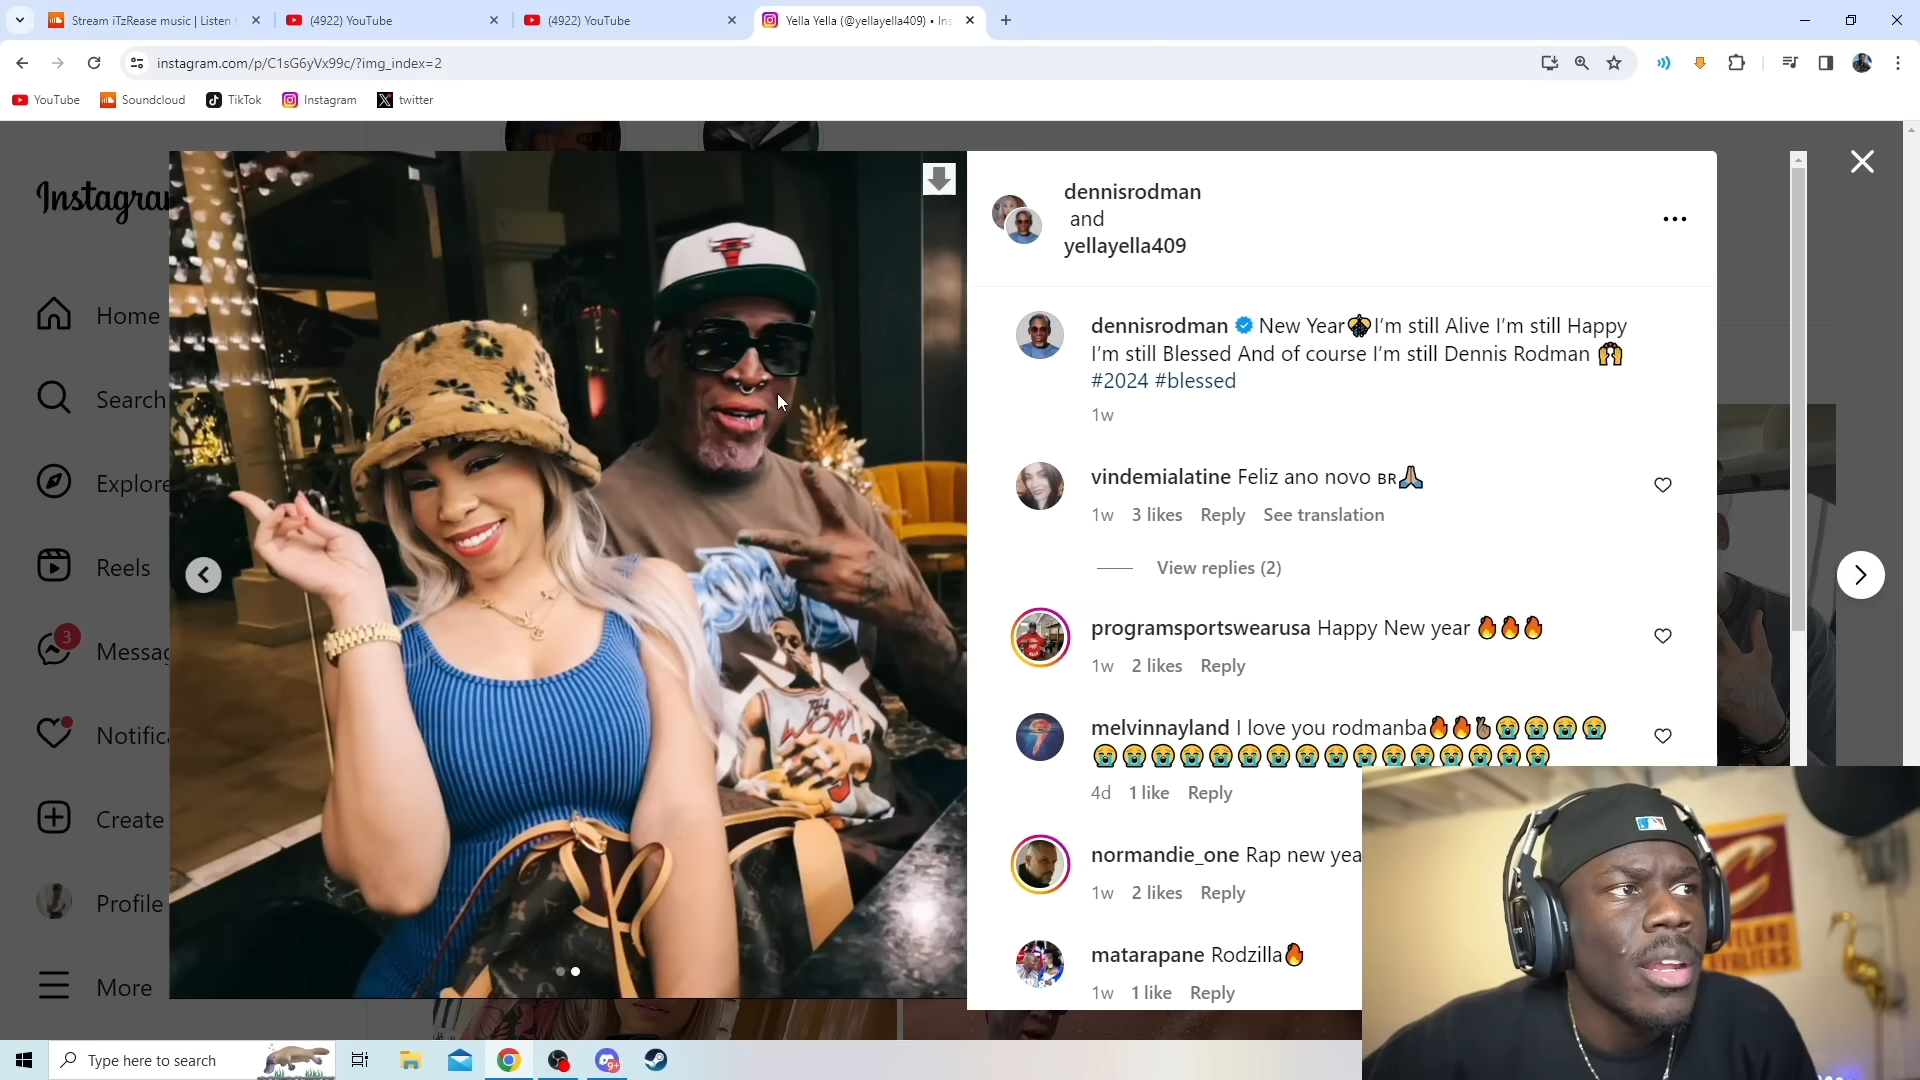 Stream iTzRease music | Listen t
(4922) YouTube
(4922) YouTube
Yella Yella (@yellayella409) • Ins
instagram.com/p/C1sG6yVx99c/?img_index=2
YouTube
Soundcloud
TikTok
Instagram
twitter
Instagram
dennisrodman
and
yellayella409
Home
Search
Explore
Reels
Messag
3
Notifica
Create
Profile
More
dennisrodman New Year I’m still Alive I’m still Happy
I’m still Blessed And of course I’m still Dennis Rodman
#2024 #blessed
1w
vindemialatine Feliz ano novo BR
1w 3 likes Reply See translation
View replies (2)
programsportswearusa Happy New year 🔥🔥🔥
1w 2 likes Reply
melvinnayland I love you rodmanba🔥🔥✌🏽😭😭😭😭
😭😭😭😭😭😭😭😭😭😭😭😭😭😭😭😭
4d 1 like Reply
normandie_one Rap new yea
1w 2 likes Reply
matarapane Rodzilla🔥
1w 1 like Reply
Type here to search
9+